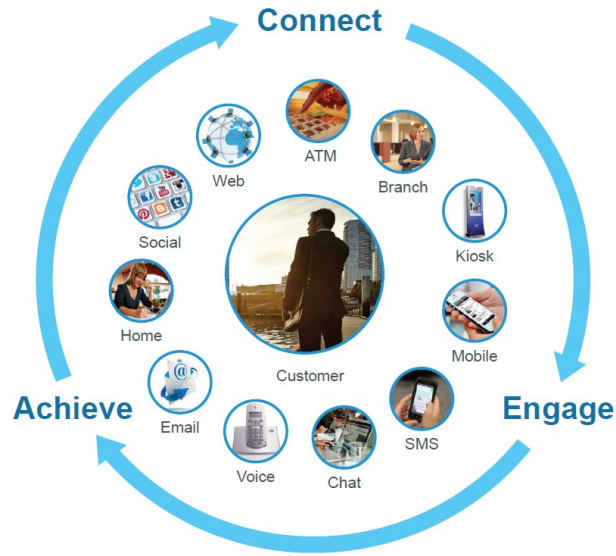 Connect
ATM
Web
Branch
Social
Kiosk
Home
Mobile
Customer
Achieve
Engage
Email
SMS
Voice
Chat